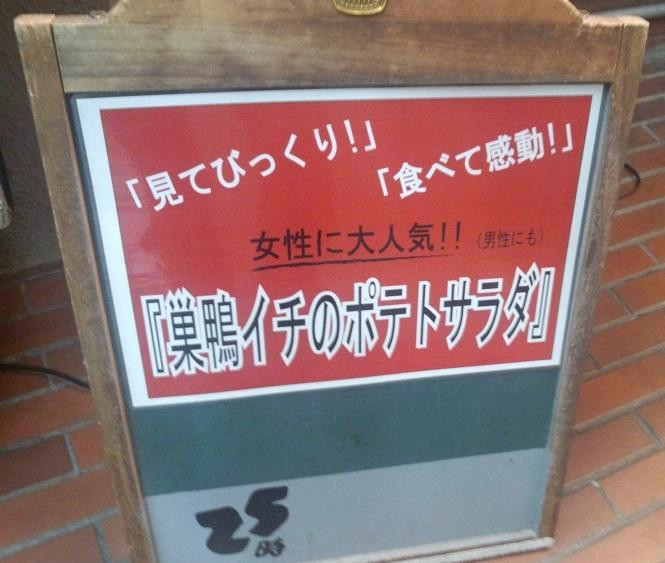 「見てびっくり!」
「食べて感動!」
女性に大人気!!（男性にも）
『巣鴨イチのポテトサラダ』
25時